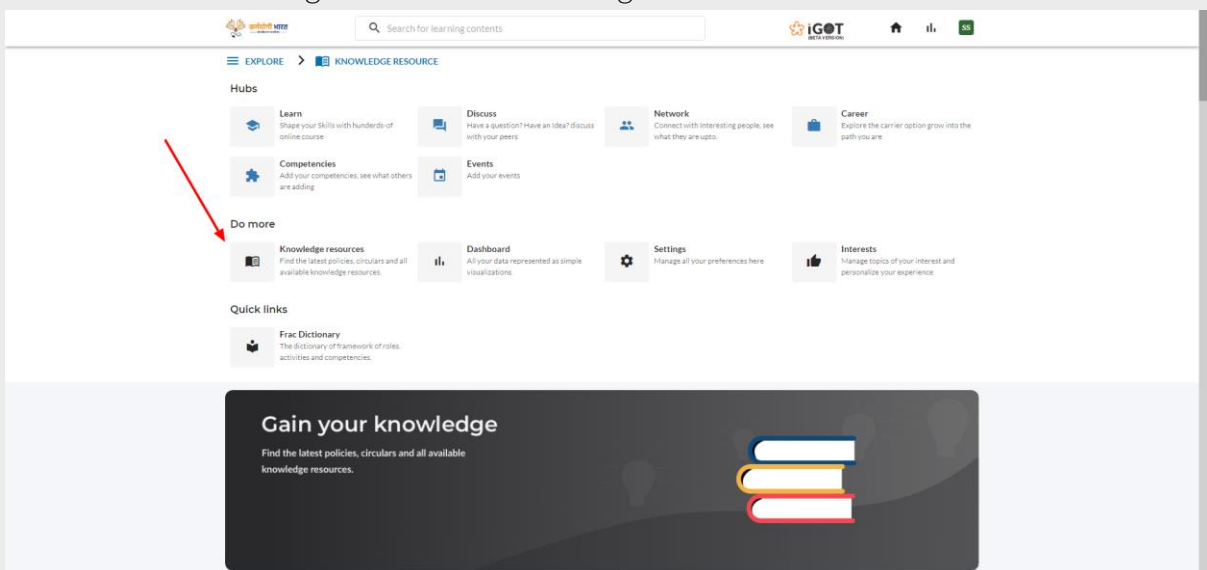 कर्मयोगी भारत
Search for learning contents
iGOT
(BETA VERSION)
SS
EXPLORE > KNOWLEDGE RESOURCE
Hubs
Learn
Shape your Skills with hunderds of
online course
Discuss
Have a question? Have an Idea? discuss
with your peers
Network
Connect with Interesting people, see
what they are upto.
Career
Explore the carrier option grow into the
path you are
Competencies
Add your competencies, see what others
are adding
Events
Add your events
Do more
Knowledge resources
Find the latest policies, circulars and all
available knowledge resources.
Dashboard
All your data represented as simple
visualizations.
Settings
Manage all your preferences here
Interests
Manage topics of your interest and
personalize your experience
Quick links
Frac Dictionary
The dictionary of framework of roles,
activities and competencies.
Gain your knowledge
Find the latest policies, circulars and all available
knowledge resources.